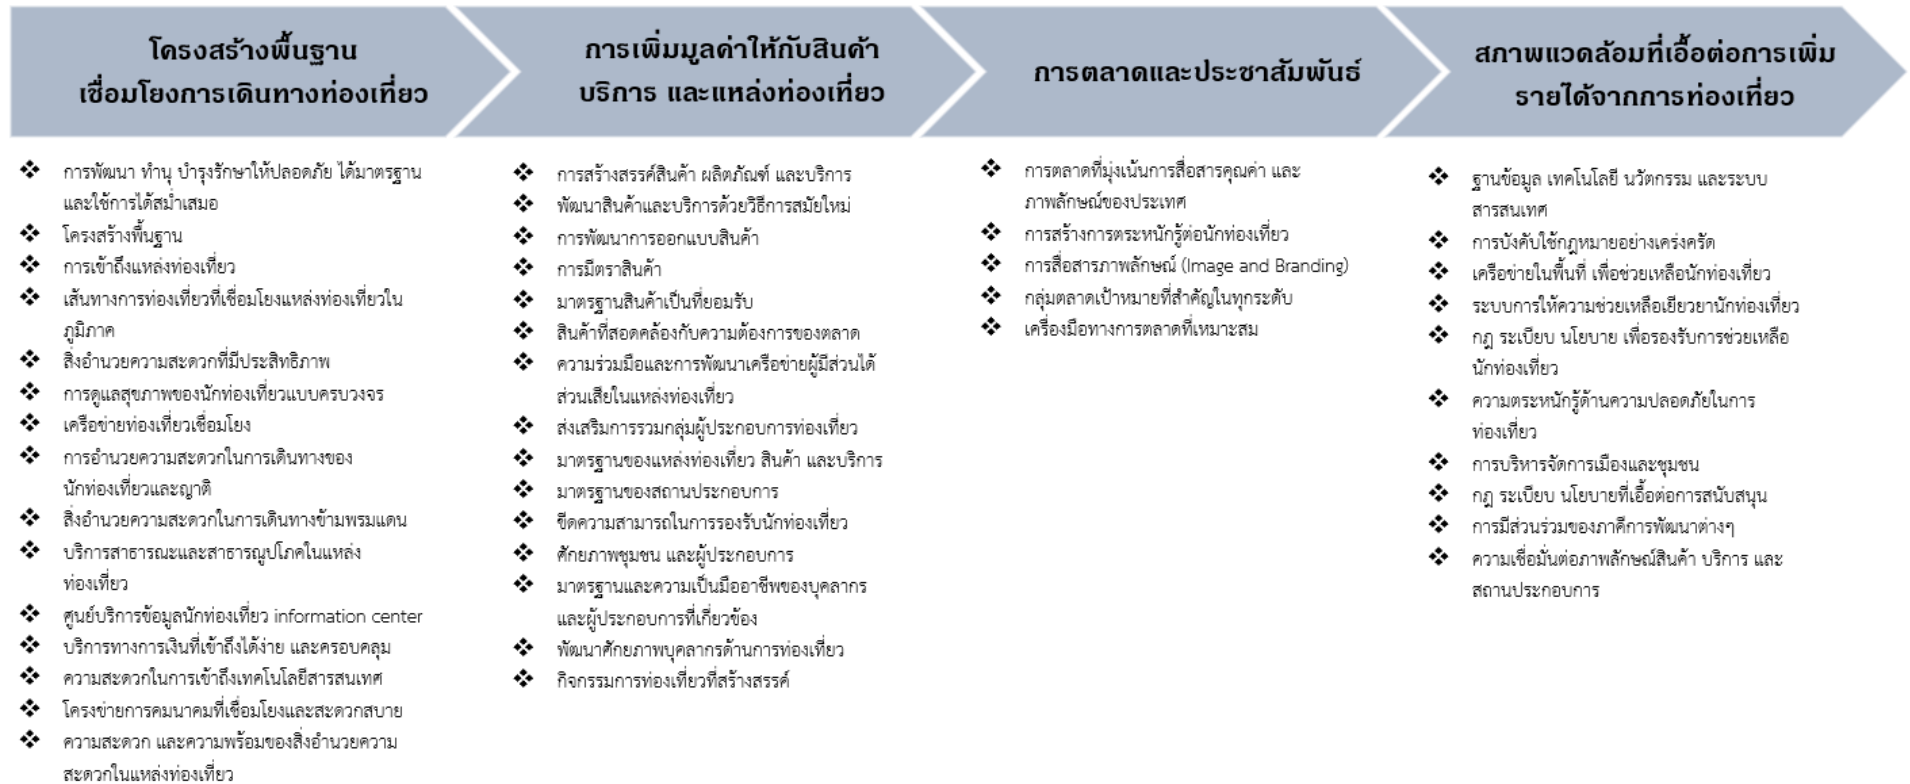 โครงสร้างพื้นฐาน
เชื่อมโยงการเดินทางท่องเที่ยว
❖ การพัฒนา ทำนุ บำรุงรักษาให้ปลอดภัย ได้มาตรฐาน
และใช้การได้สม่ำเสมอ
❖ โครงสร้างพื้นฐาน
❖ การเข้าถึงแหล่งท่องเที่ยว
❖ เส้นทางการท่องเที่ยวที่เชื่อมโยงแหล่งท่องเที่ยวใน
ภูมิภาค
❖ สิ่งอำนวยความสะดวกที่มีประสิทธิภาพ
❖ การดูแลสุขภาพของนักท่องเที่ยวแบบครบวงจร
❖ เครือข่ายท่องเที่ยวเชื่อมโยง
❖ การอำนวยความสะดวกในการเดินทางของ
นักท่องเที่ยวและญาติ
❖ สิ่งอำนวยความสะดวกในการเดินทางข้ามพรมแดน
❖ บริการสาธารณะและสาธารณูปโภคในแหล่ง
ท่องเที่ยว
❖ ศูนย์บริการข้อมูลนักท่องเที่ยว information center
❖ บริการทางการเงินที่เข้าถึงได้ง่าย และครอบคลุม
❖ ความสะดวกในการเข้าถึงเทคโนโลยีสารสนเทศ
❖ โครงข่ายการคมนาคมที่เชื่อมโยงและสะดวกสบาย
❖ ความสะดวก และความพร้อมของสิ่งอำนวยความ
สะดวกในแหล่งท่องเที่ยว
การเพิ่มมูลค่าให้กับสินค้า
บริการ และแหล่งท่องเที่ยว
❖ การสร้างสรรค์สินค้า ผลิตภัณฑ์ และบริการ
❖ พัฒนาสินค้าและบริการด้วยวิธีการสมัยใหม่
❖ การพัฒนาการออกแบบสินค้า
❖ การมีตราสินค้า
❖ มาตรฐานสินค้าเป็นที่ยอมรับ
❖ สินค้าที่สอดคล้องกับความต้องการของตลาด
❖ ความร่วมมือและการพัฒนาเครือข่ายผู้มีส่วนได้
ส่วนเสียในแหล่งท่องเที่ยว
❖ ส่งเสริมการรวมกลุ่มผู้ประกอบการท่องเที่ยว
❖ มาตรฐานของแหล่งท่องเที่ยว สินค้า และบริการ
❖ มาตรฐานของสถานประกอบการ
❖ ขีดความสามารถในการรองรับนักท่องเที่ยว
❖ ศักยภาพชุมชน และผู้ประกอบการ
❖ มาตรฐานและความเป็นมืออาชีพของบุคลากร
และผู้ประกอบการที่เกี่ยวข้อง
❖ พัฒนาศักยภาพบุคลากรด้านการท่องเที่ยว
❖ กิจกรรมการท่องเที่ยวที่สร้างสรรค์
การตลาดและประชาสัมพันธ์
❖ การตลาดที่มุ่งเน้นการสื่อสารคุณค่า และ
ภาพลักษณ์ของประเทศ
❖ การสร้างการตระหนักรู้ต่อนักท่องเที่ยว
❖ การสื่อสารภาพลักษณ์ (Image and Branding)
❖ กลุ่มตลาดเป้าหมายที่สำคัญในทุกระดับ
❖ เครื่องมือทางการตลาดที่เหมาะสม
สภาพแวดล้อมที่เอื้อต่อการเพิ่ม
รายได้จากการท่องเที่ยว
❖ ฐานข้อมูล เทคโนโลยี นวัตกรรม และระบบ
สารสนเทศ
❖ การบังคับใช้กฎหมายอย่างเคร่งครัด
❖ เครือข่ายในพื้นที่ เพื่อช่วยเหลือนักท่องเที่ยว
❖ ระบบการให้ความช่วยเหลือเยียวยานักท่องเที่ยว
❖ กฎ ระเบียบ นโยบาย เพื่อรองรับการช่วยเหลือ
นักท่องเที่ยว
❖ ความตระหนักรู้ด้านความปลอดภัยในการ
ท่องเที่ยว
❖ การบริหารจัดการเมืองและชุมชน
❖ กฎ ระเบียบ นโยบายที่เอื้อต่อการสนับสนุน
❖ การมีส่วนร่วมของภาคีการพัฒนาต่างๆ
❖ ความเชื่อมั่นต่อภาพลักษณ์สินค้า บริการ และ
สถานประกอบการ